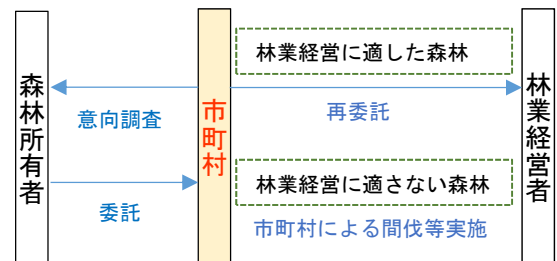 森林所有者
意向調査
委託
市町村
林業経営に適した森林
再委託
林業経営に適さない森林
市町村による間伐等実施
林業経営者